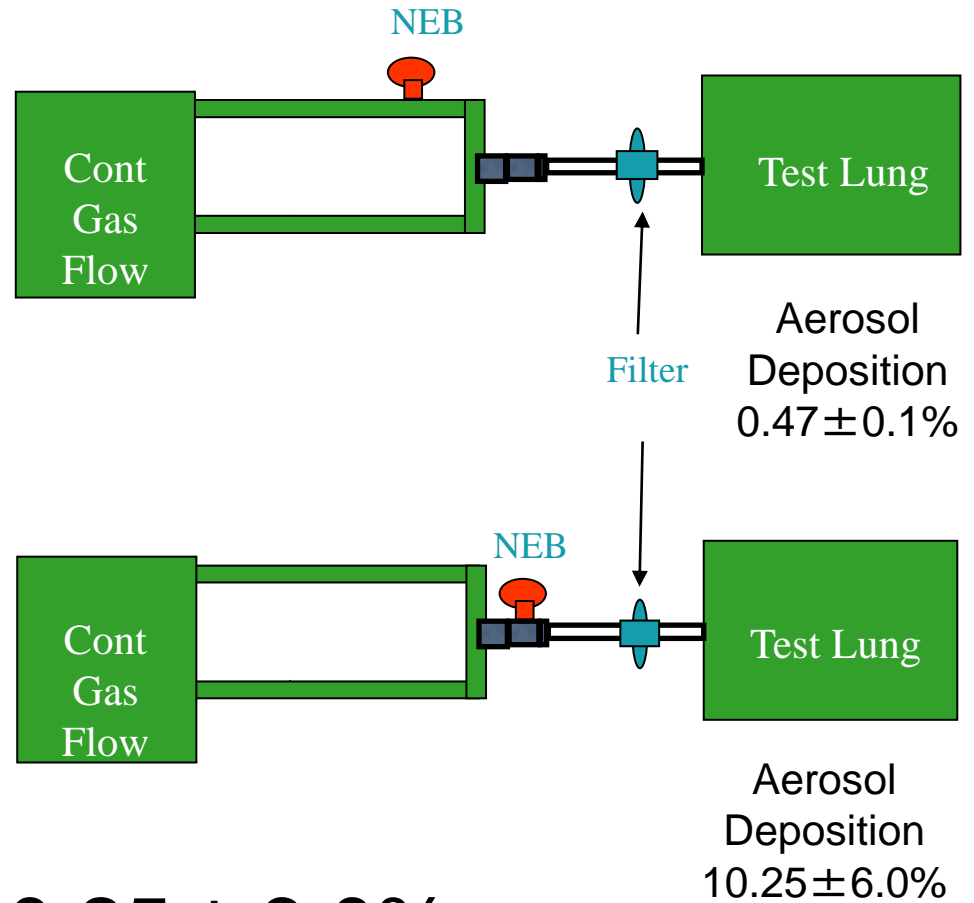 NEB
Cont
Gas
Flow
Test Lung
Aerosol
Deposition
0.47±0.1%
Filter
NEB
Cont
Gas
Flow
Test Lung
Aerosol
Deposition
10.25±6.0%